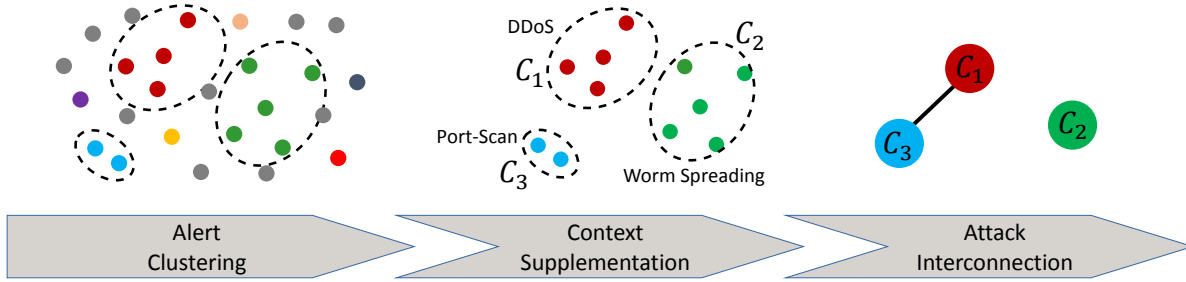 DDoS
C₁
C₂
Port-Scan
C₃
Worm Spreading
C₁
C₃
C₂
Alert
Clustering
Context
Supplementation
Attack
Interconnection